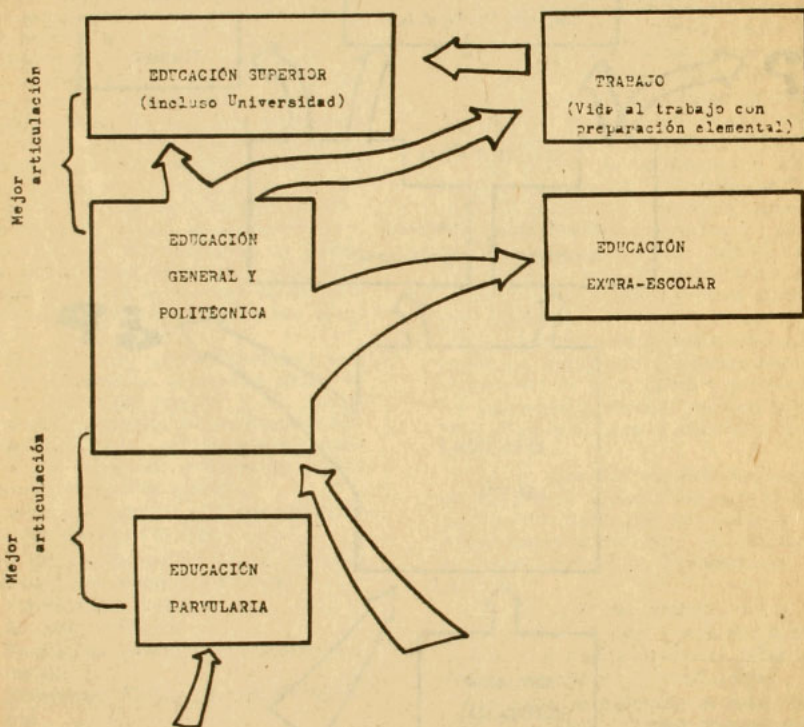 Mejor
articulación
EDUCACIÓN SUPERIOR
(incluso Universidad)
TRABAJO
(Vida al trabajo con
preparación elemental)
EDUCACIÓN
GENERAL Y
POLITÉCNICA
EDUCACIÓN
EXTRA-ESCOLAR
Mejor
articulación
EDUCACIÓN
PARVULARIA